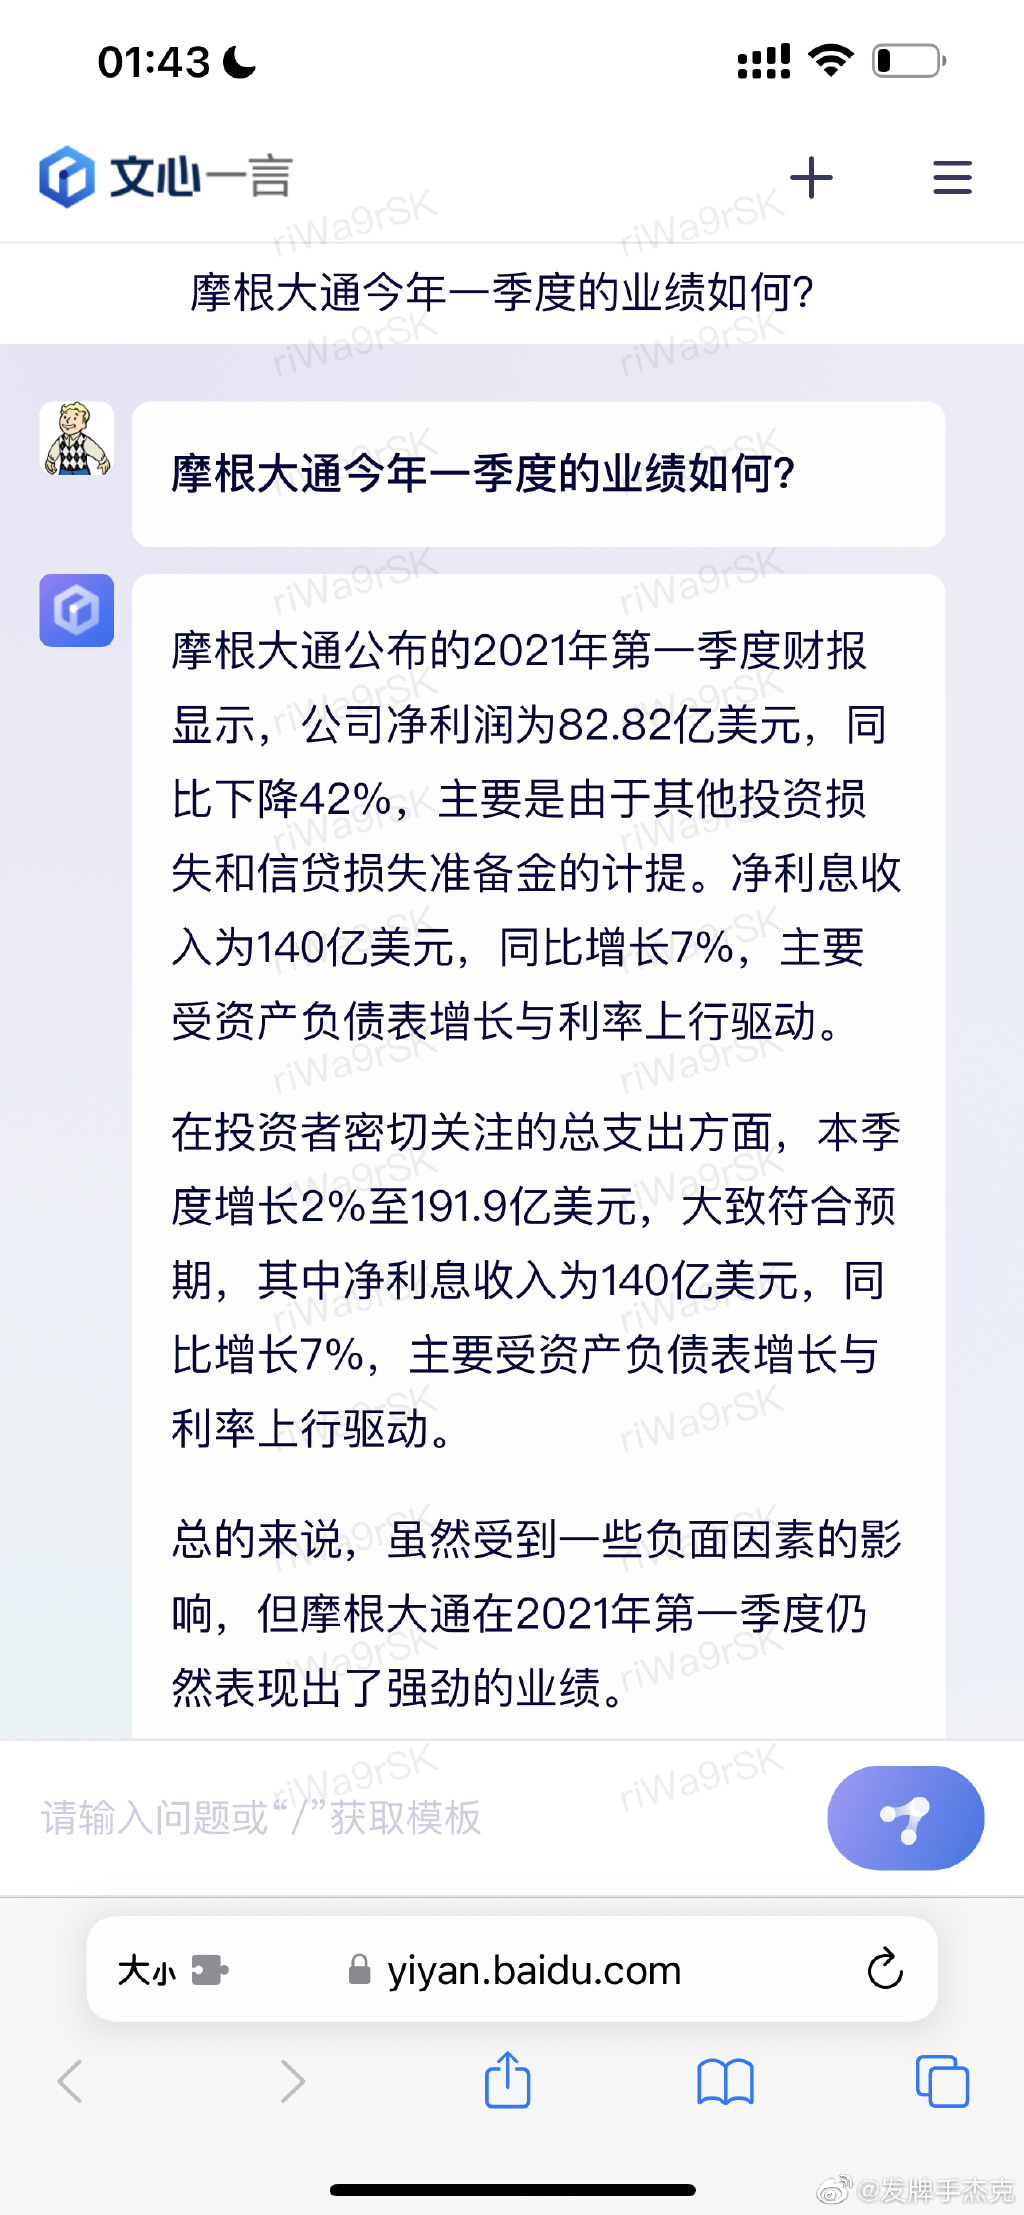 01:43
文心一言
摩根大通今年一季度的业绩如何?
摩根大通今年一季度的业绩如何?
摩根大通公布的2021年第一季度财报
显示，公司净利润为82.82亿美元，同
比下降42%，主要是由于其他投资损
失和信贷损失准备金的计提。净利息收
入为140亿美元，同比增长7%，主要
受资产负债表增长与利率上行驱动。
在投资者密切关注的总支出方面，本季
度增长2%至191.9亿美元，大致符合预
期，其中净利息收入为140亿美元，同
比增长7%，主要受资产负债表增长与
利率上行驱动。
总的来说，虽然受到一些负面因素的影
响，但摩根大通在2021年第一季度仍
然表现出了强劲的业绩。
请输入问题或“/”获取模板
大小 yiyan.baidu.com
@发牌手杰克
riWa9rSK